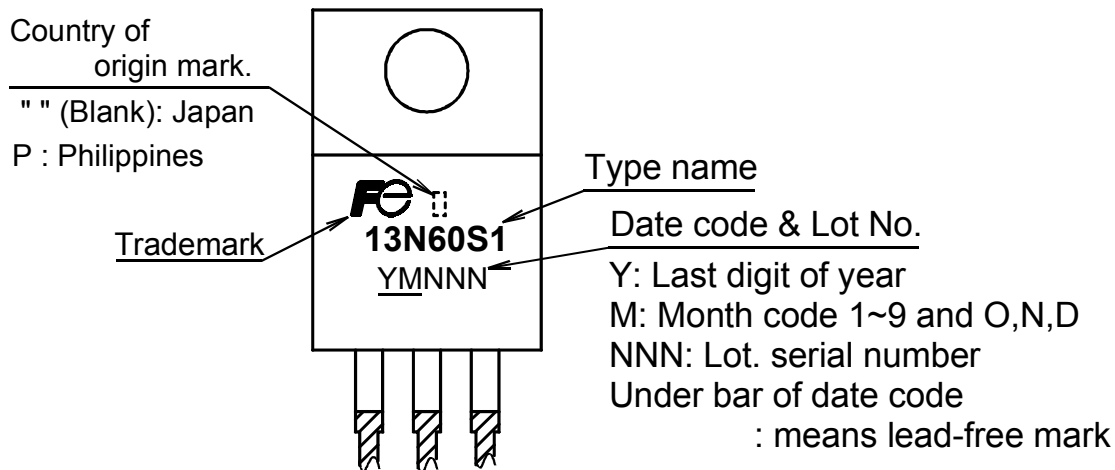 Country of
origin mark.
" " (Blank): Japan
P : Philippines
Trademark
Fe
13N60S1
YMNNN
Type name
Date code & Lot No.
Y: Last digit of year
M: Month code 1~9 and O,N,D
NNN: Lot. serial number
Under bar of date code
: means lead-free mark